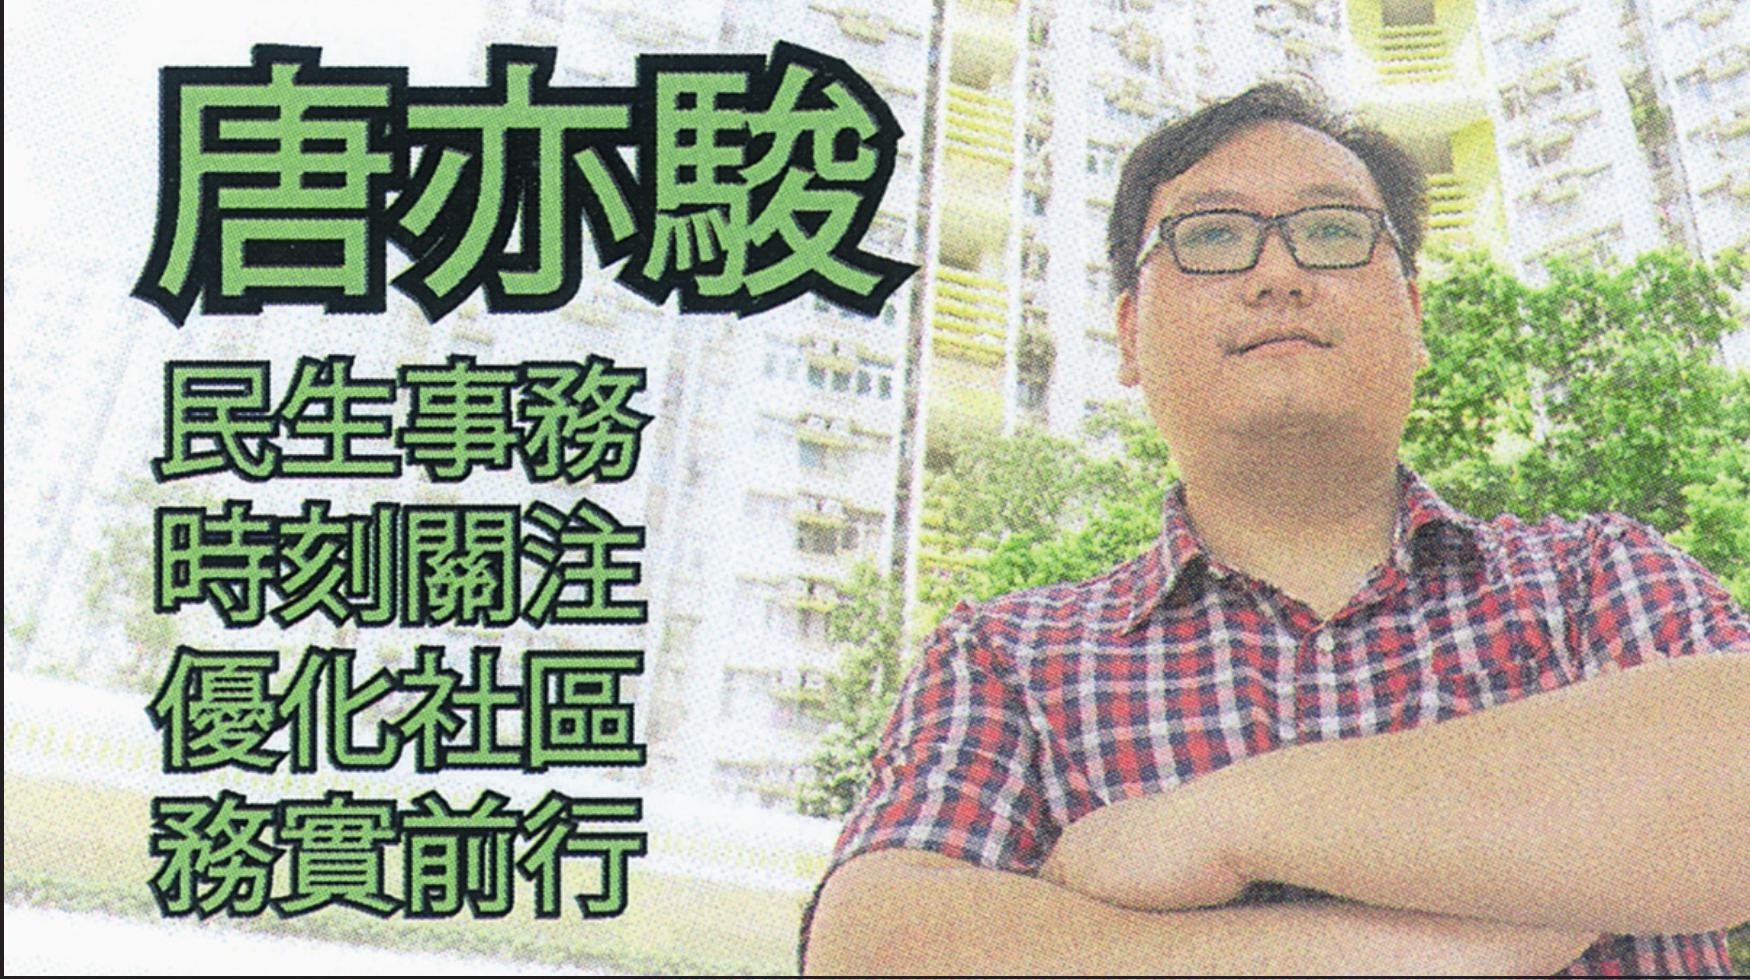 唐亦駿
民生事務
時刻關注
優化社區
務實前行